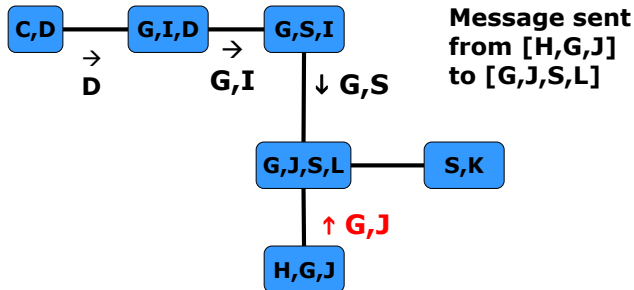 C,D
G,I,D
G,S,I
Message sent
from [H,G,J]
to [G,J,S,L]
→
D
→
G,I
↓ G,S
G,J,S,L
S,K
↑ G,J
H,G,J